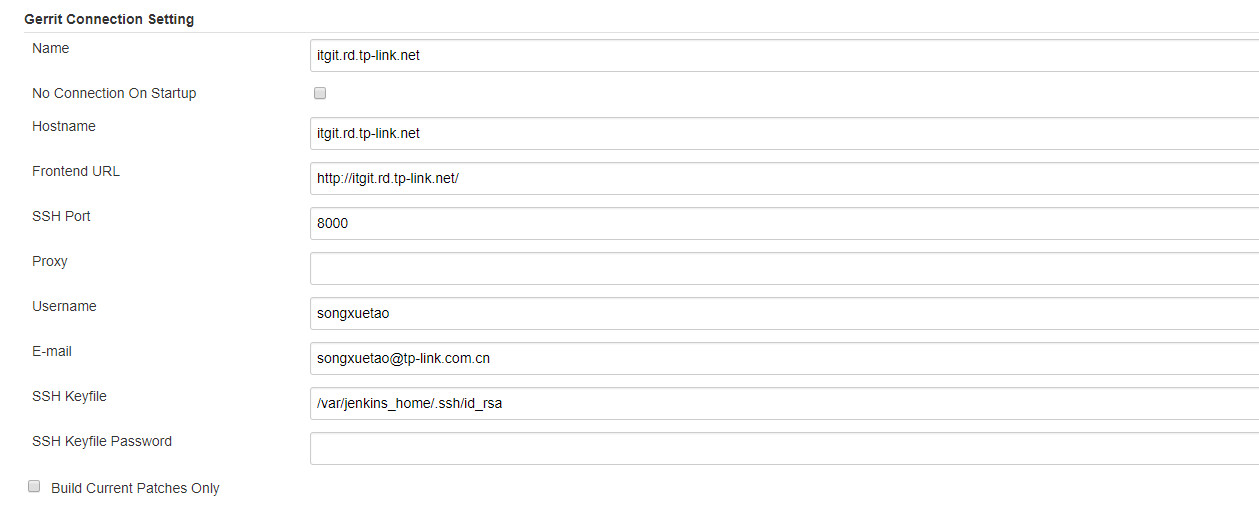 Gerrit Connection Setting
Name
itgit.rd.tp-link.net
No Connection On Startup
Hostname
itgit.rd.tp-link.net
Frontend URL
http://itgit.rd.tp-link.net/
SSH Port
8000
Proxy
Username
songxuetao
E-mail
songxuetao@tp-link.com.cn
SSH Keyfile
/var/jenkins_home/.ssh/id_rsa
SSH Keyfile Password
Build Current Patches Only